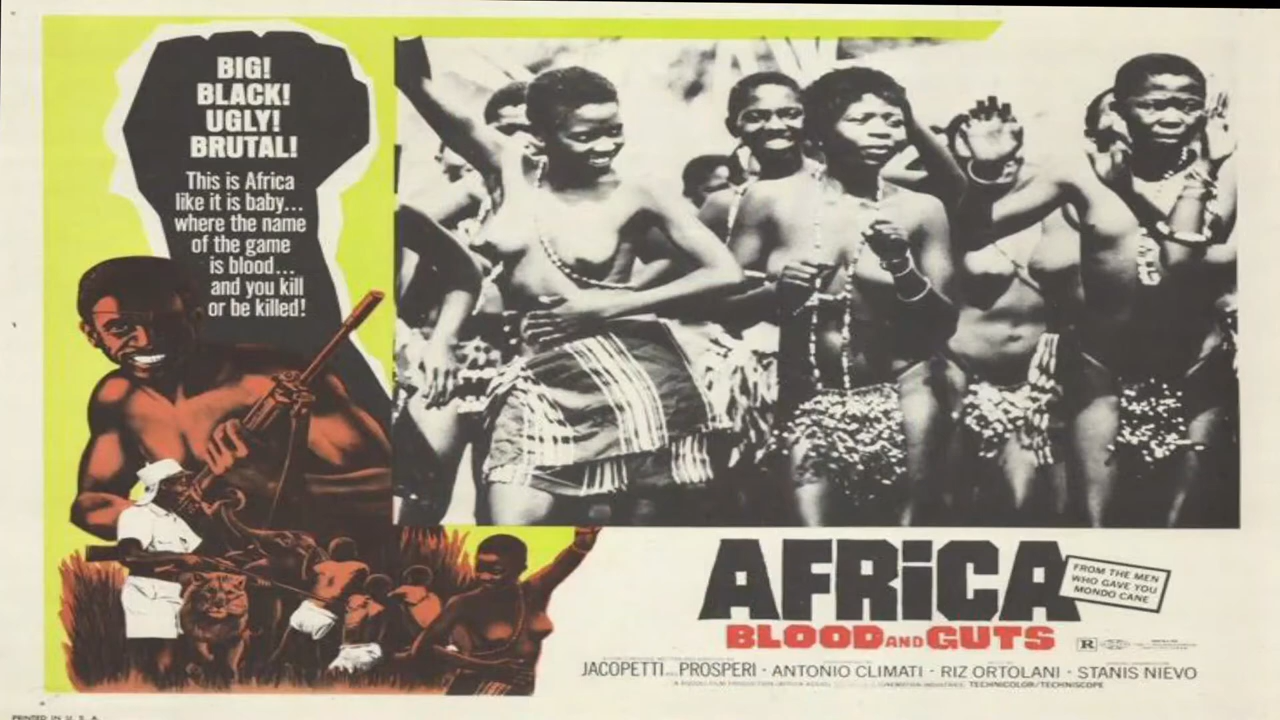 BIG!
BLACK!
UGLY!
BRUTAL!
This is Africa
like it is baby...
where the name
of the game
is blood...
and you kill
or be killed!
AFRiCA
BLOOD AND GUTS
FROM THE MEN
WHO GAVE YOU
MONDO CANE
R
JACOPETTI AND PROSPERI · ANTONIO CLIMATI · RIZ ORTOLANI · STANIS NIEVO
TECHNICOLOR/TECHNISCOPE
PRINTED IN U. S. A.